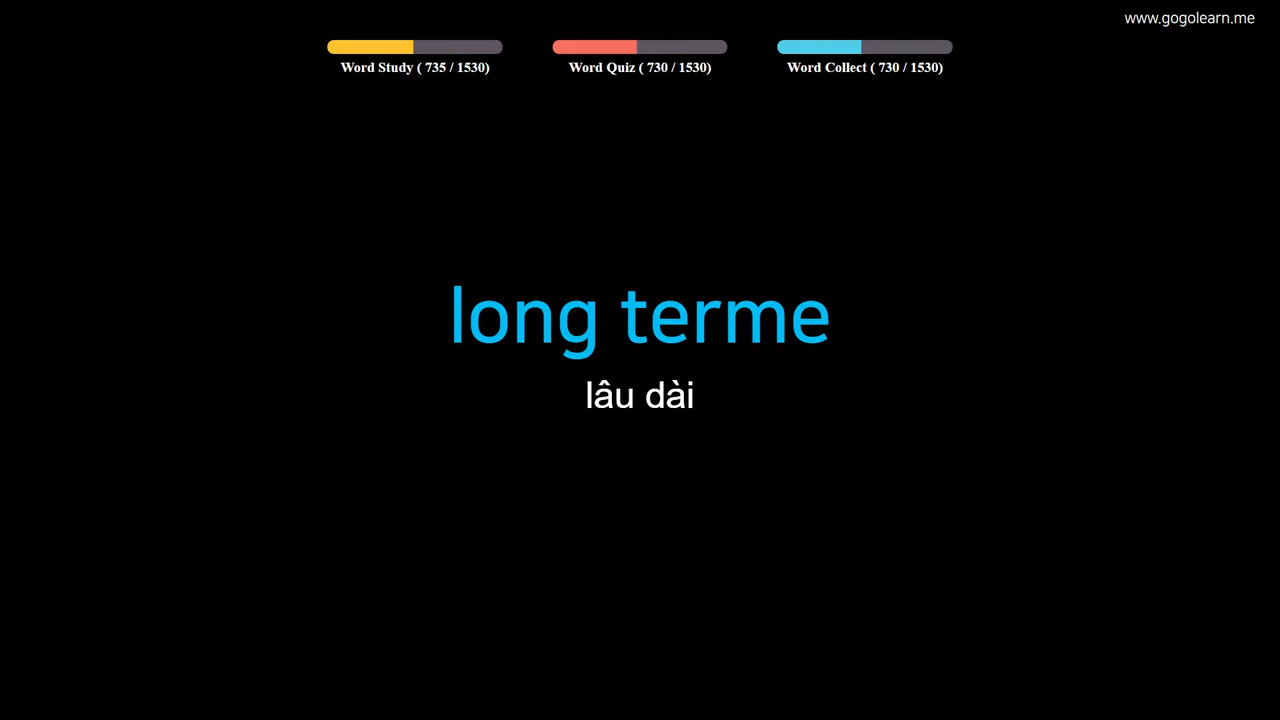 www.gogolearn.me
Word Study ( 735 / 1530)
Word Quiz ( 730 / 1530)
Word Collect ( 730 / 1530)
long terme
lâu dài